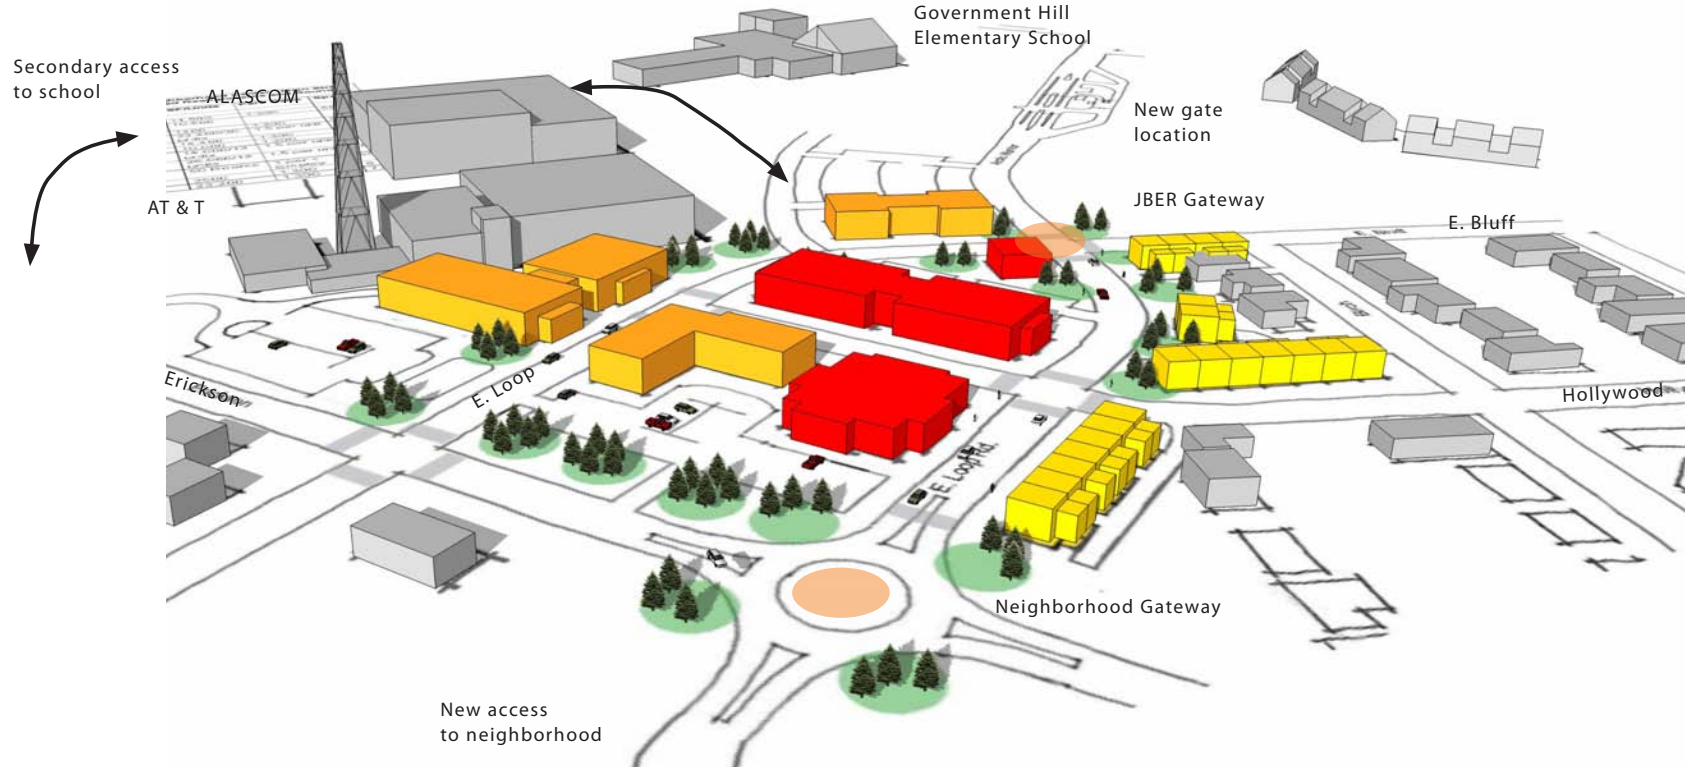 Government Hill
Elementary School
Secondary access
to school
ALASCOM
New gate
location
AT & T
JBER Gateway
E. Bluff
E. Bluff
Erickson
E. Loop
Hollywood
E. Loop Rd.
Neighborhood Gateway
New access
to neighborhood